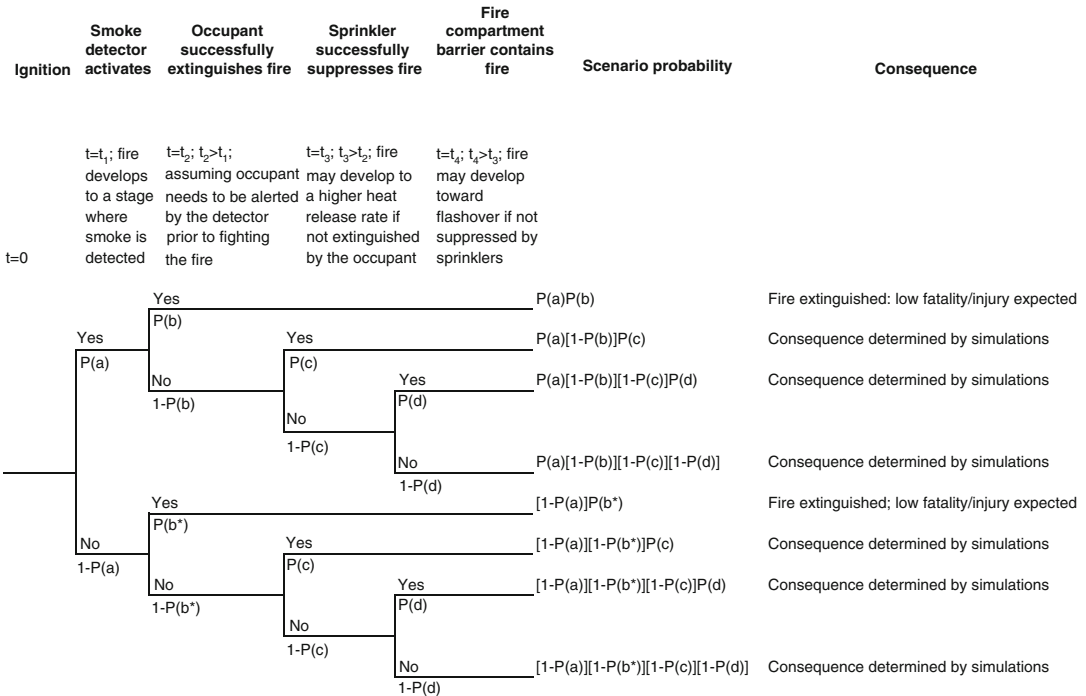 Ignition
Smoke
detector
activates
Occupant
successfully
extinguishes fire
Sprinkler
successfully
suppresses fire
Fire
compartment
barrier contains
fire
Scenario probability
Consequence
t=0
t=t1; fire
develops
to a stage
where
smoke is
detected
t=t2; t2>t1;
assuming occupant
needs to be alerted
by the detector
prior to fighting
the fire
t=t3; t3>t2; fire
may develop to
a higher heat
release rate if
not extinguished
by the occupant
t=t4; t4>t3; fire
may develop
toward
flashover if not
suppressed by
sprinklers
Yes
P(b)
P(a)P(b)
Fire extinguished: low fatality/injury expected
Yes
P(a)
Yes
P(c)
P(a)[1-P(b)]P(c)
Consequence determined by simulations
No
1-P(b)
Yes
P(d)
P(a)[1-P(b)][1-P(c)]P(d)
Consequence determined by simulations
No
1-P(c)
No
1-P(d)
P(a)[1-P(b)][1-P(c)][1-P(d)]
Consequence determined by simulations
Yes
P(b*)
[1-P(a)]P(b*)
Fire extinguished; low fatality/injury expected
No
1-P(a)
Yes
P(c)
[1-P(a)][1-P(b*)]P(c)
Consequence determined by simulations
No
1-P(b*)
Yes
P(d)
[1-P(a)][1-P(b*)][1-P(c)]P(d)
Consequence determined by simulations
No
1-P(c)
No
1-P(d)
[1-P(a)][1-P(b*)][1-P(c)][1-P(d)]
Consequence determined by simulations